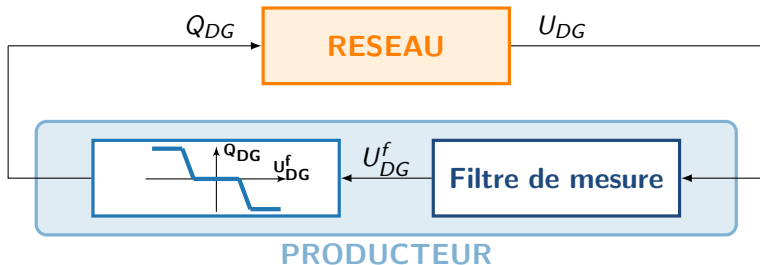 Q_DG
RESEAU
U_DG
Q_DG
U^f_DG
U^f_DG
Filtre de mesure
PRODUCTEUR